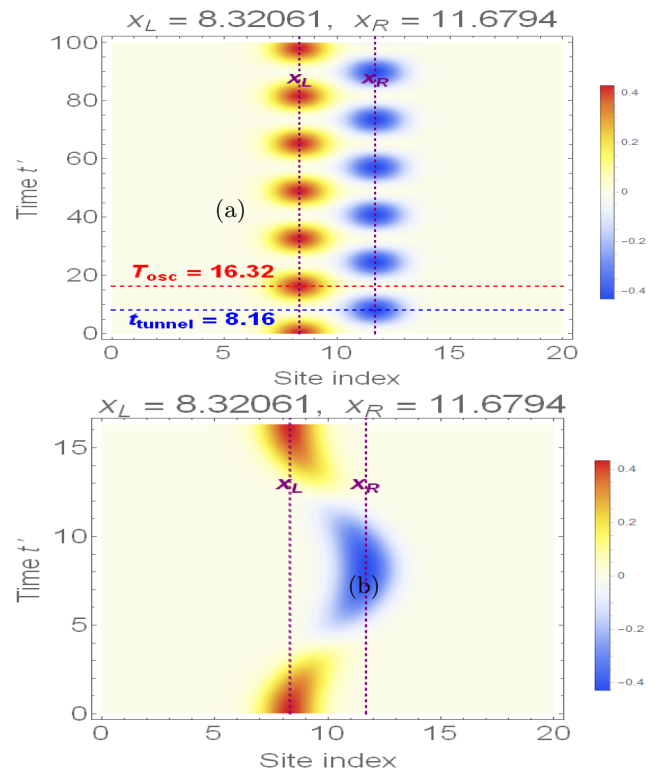 x_L = 8.32061, x_R = 11.6794
100
80
60
40
20
0
Time t′
x_L x_R
(a)
T_osc = 16.32
t_tunnel = 8.16
0 5 10 15 20
Site index
0.4
0.2
0
−0.2
−0.4
x_L = 8.32061, x_R = 11.6794
15
10
5
0
Time t′
x_L x_R
(b)
0 5 10 15 20
Site index
0.4
0.2
0
−0.2
−0.4